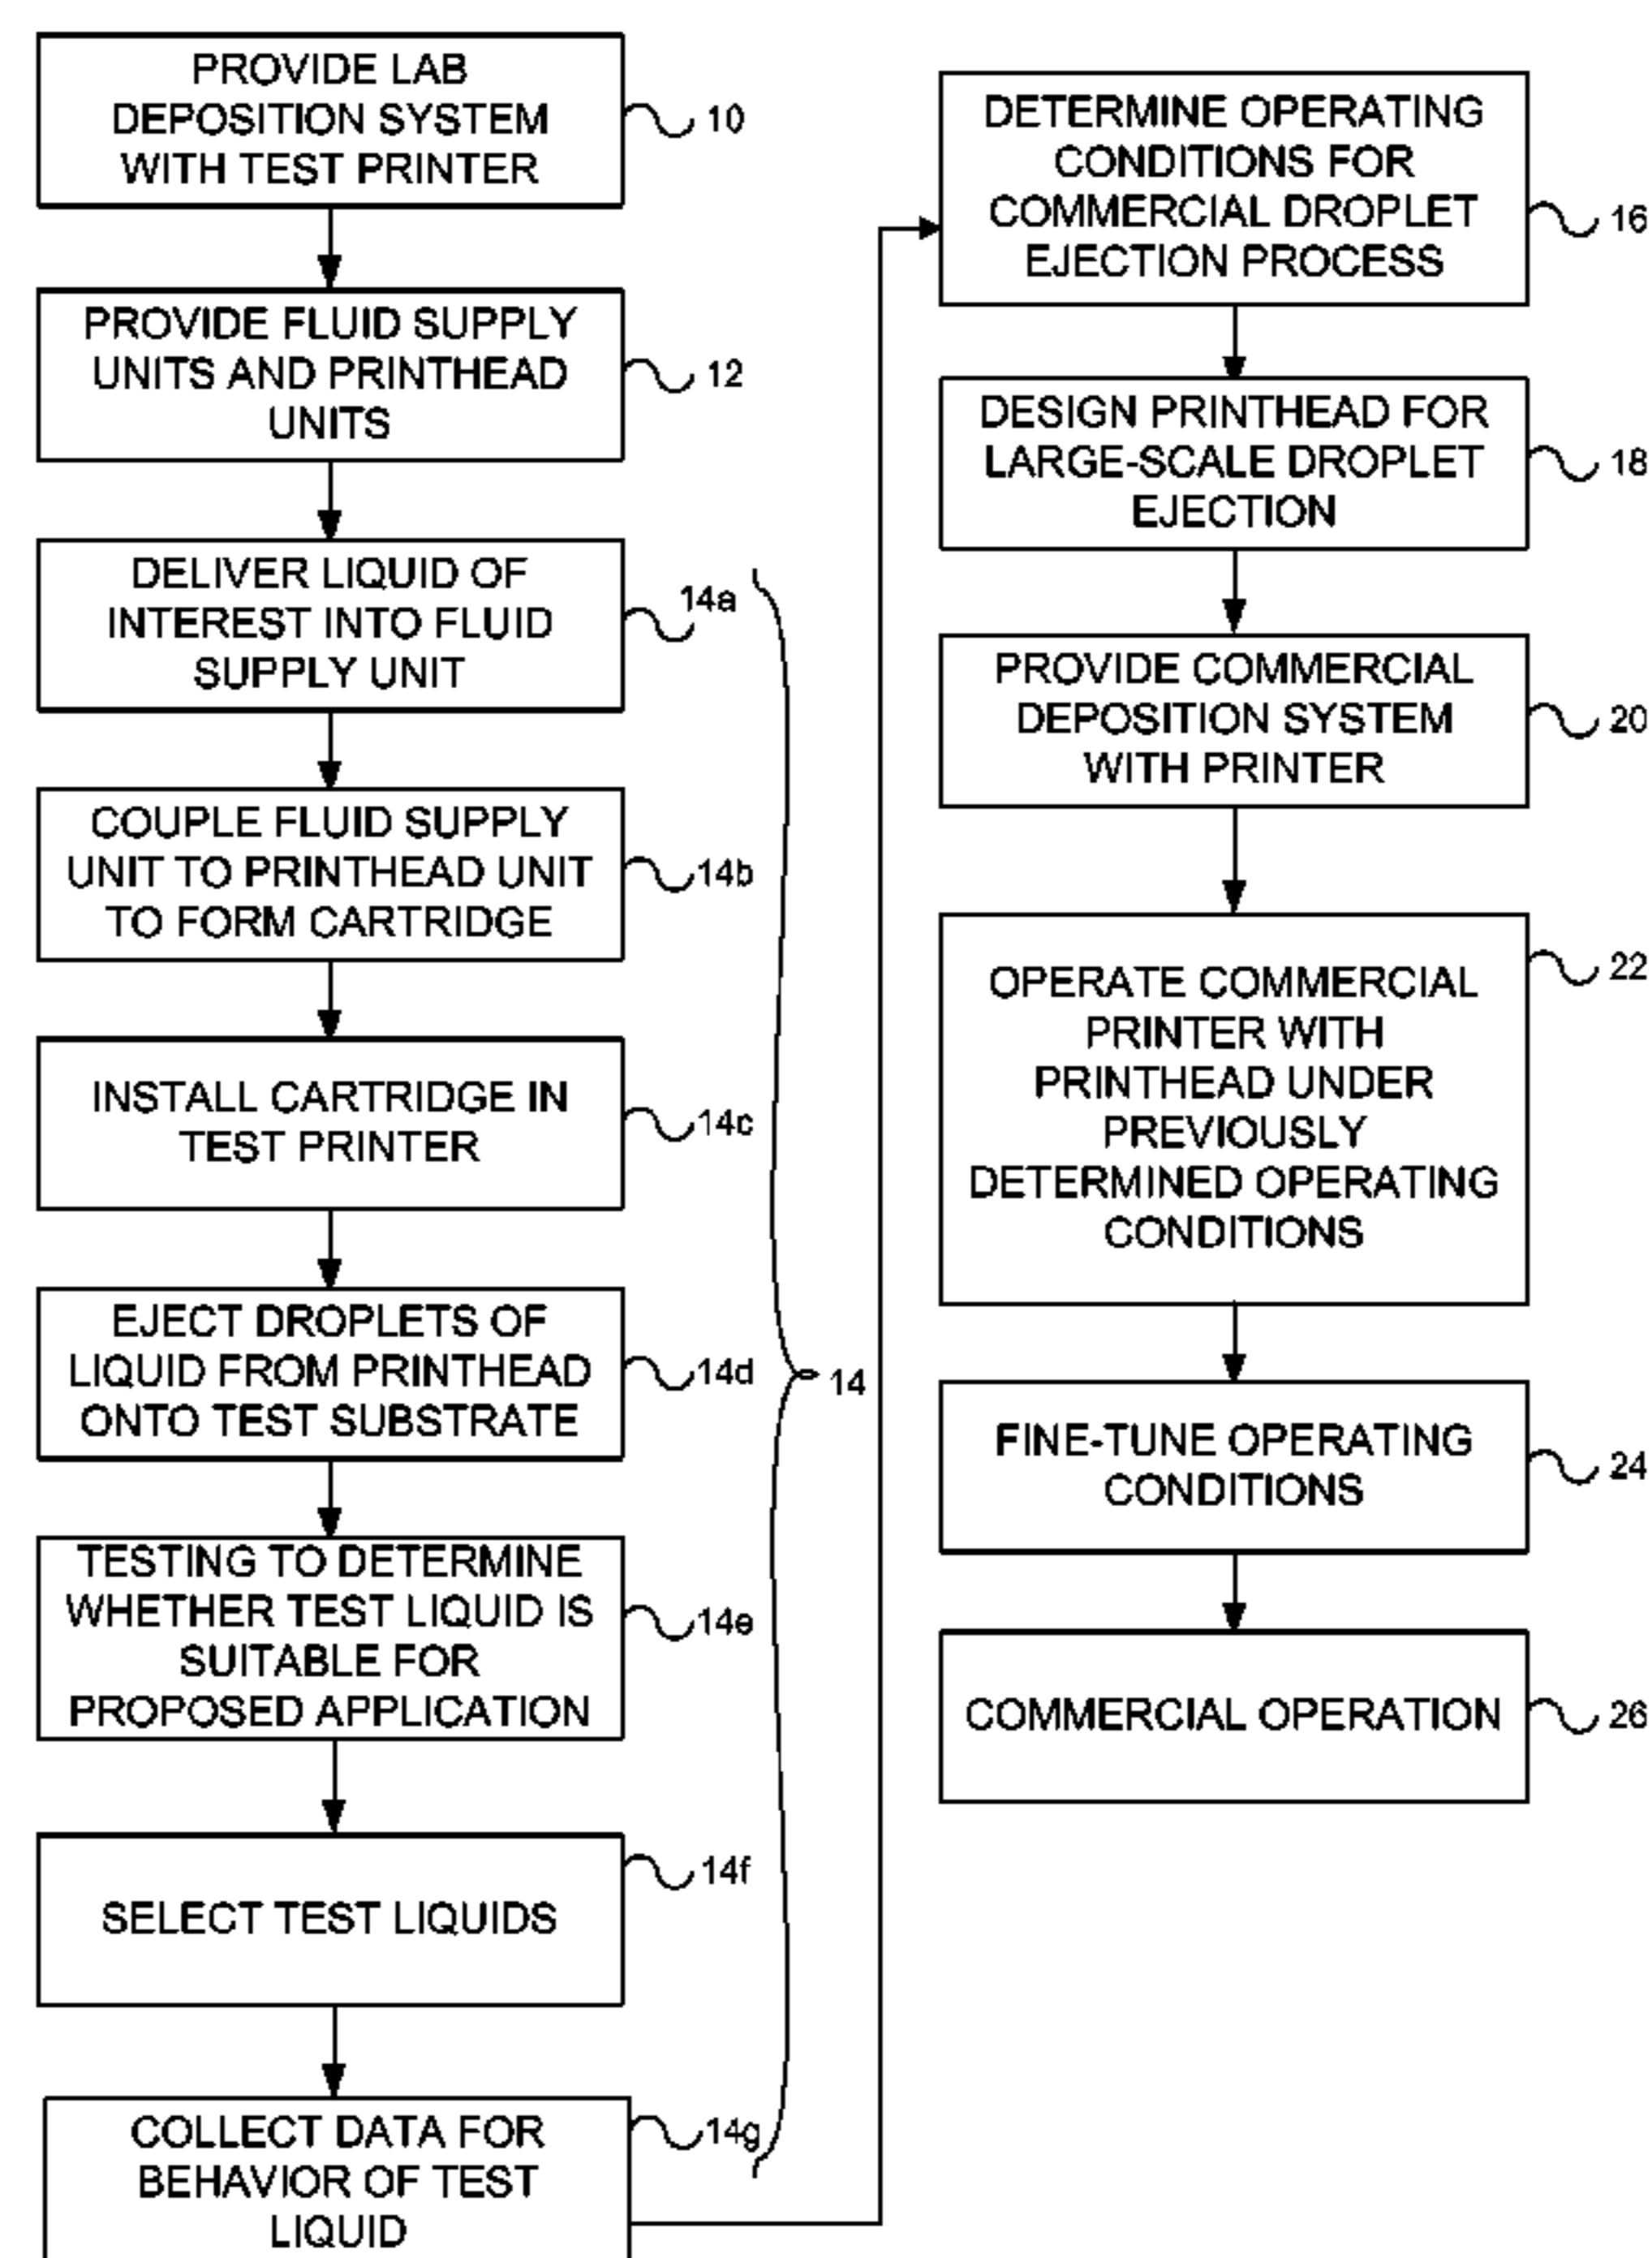 PROVIDE LAB
DEPOSITION SYSTEM
WITH TEST PRINTER
10
PROVIDE FLUID SUPPLY
UNITS AND PRINTHEAD
UNITS
12
DELIVER LIQUID OF
INTEREST INTO FLUID
SUPPLY UNIT
14a
COUPLE FLUID SUPPLY
UNIT TO PRINTHEAD UNIT
TO FORM CARTRIDGE
14b
INSTALL CARTRIDGE IN
TEST PRINTER
14c
EJECT DROPLETS OF
LIQUID FROM PRINTHEAD
ONTO TEST SUBSTRATE
14d
14
TESTING TO DETERMINE
WHETHER TEST LIQUID IS
SUITABLE FOR
PROPOSED APPLICATION
14e
SELECT TEST LIQUIDS
14f
COLLECT DATA FOR
BEHAVIOR OF TEST
LIQUID
14g
DETERMINE OPERATING
CONDITIONS FOR
COMMERCIAL DROPLET
EJECTION PROCESS
16
DESIGN PRINTHEAD FOR
LARGE-SCALE DROPLET
EJECTION
18
PROVIDE COMMERCIAL
DEPOSITION SYSTEM
WITH PRINTER
20
OPERATE COMMERCIAL
PRINTER WITH
PRINTHEAD UNDER
PREVIOUSLY
DETERMINED OPERATING
CONDITIONS
22
FINE-TUNE OPERATING
CONDITIONS
24
COMMERCIAL OPERATION
26